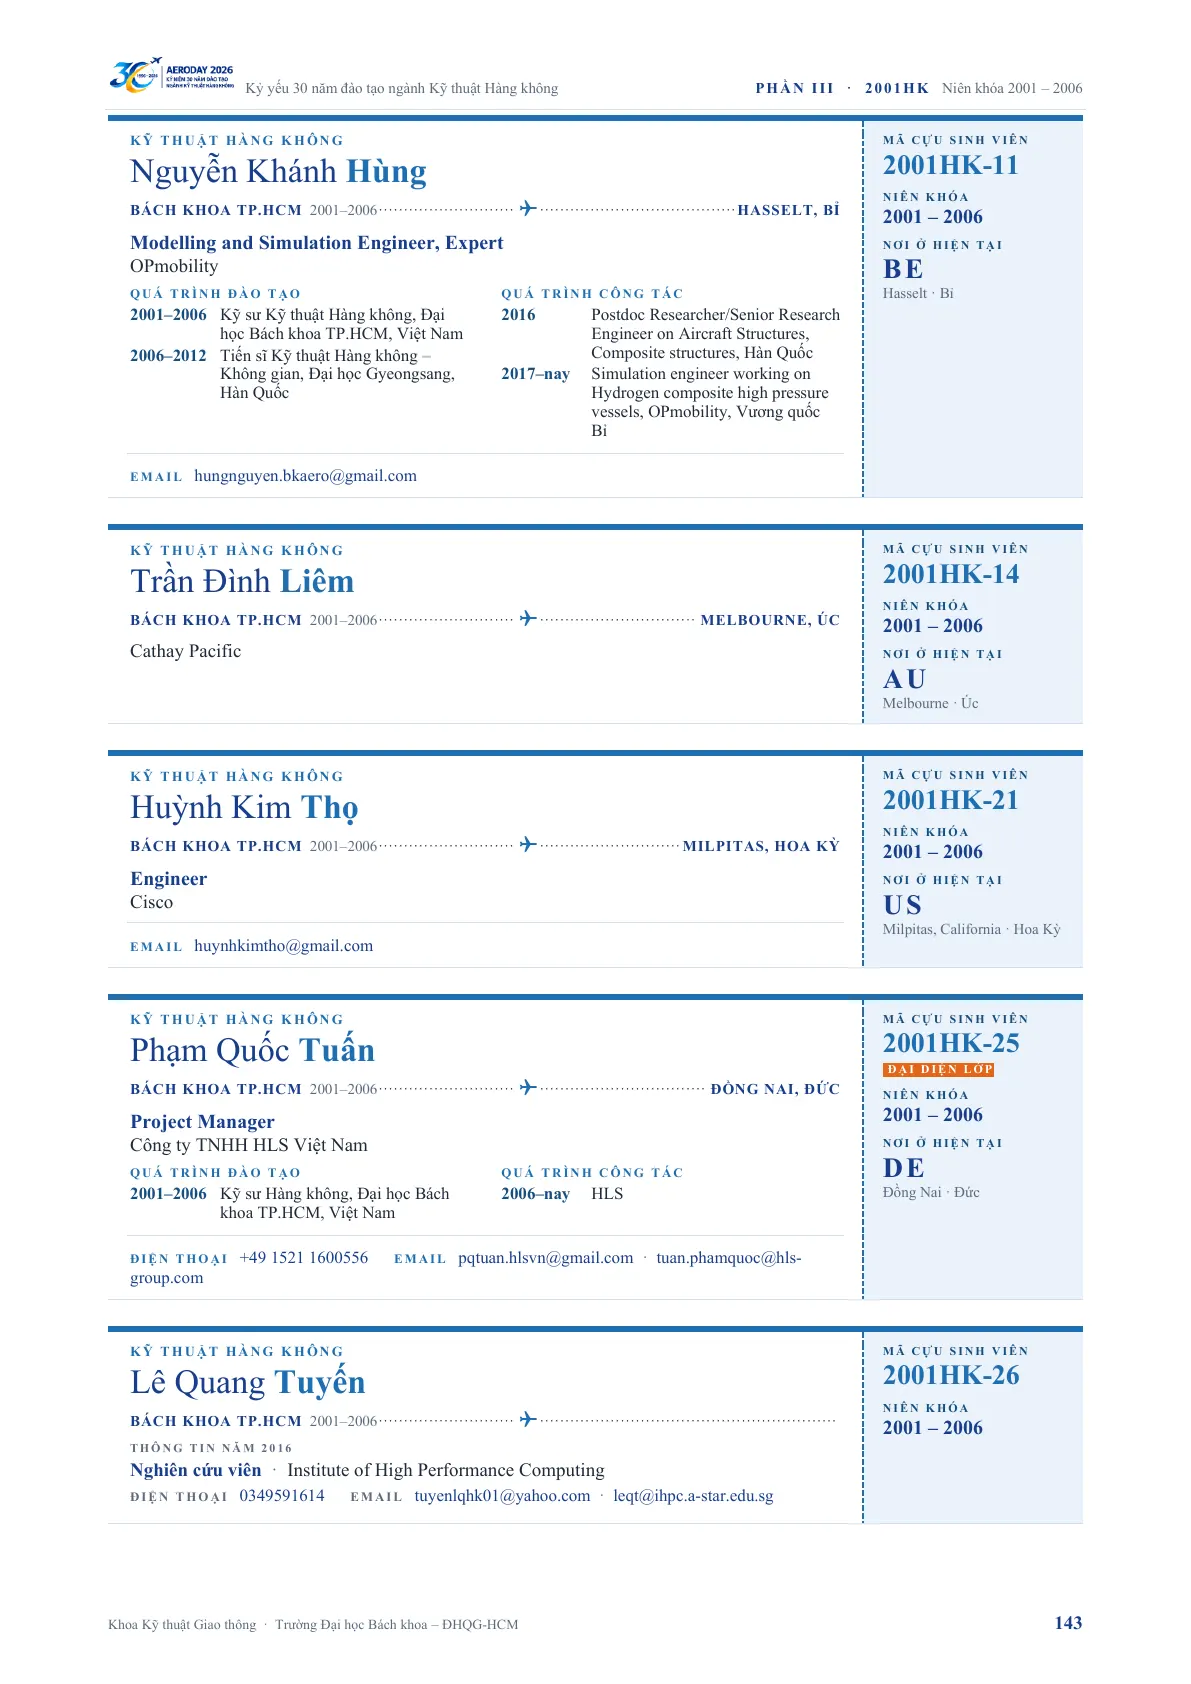 AERODAY 2026
KỶ NIỆM 30 NĂM ĐÀO TẠO
NGÀNH KỸ THUẬT HÀNG KHÔNG
Kỷ yếu 30 năm đào tạo ngành Kỹ thuật Hàng không
PHẦN III · 2001HK Niên khóa 2001 – 2006
KỸ THUẬT HÀNG KHÔNG
Nguyễn Khánh Hùng
BÁCH KHOA TP.HCM 2001–2006 HASSELT, BỈ
Modelling and Simulation Engineer, Expert
OPmobility
QUÁ TRÌNH ĐÀO TẠO
2001–2006 Kỹ sư Kỹ thuật Hàng không, Đại
học Bách khoa TP.HCM, Việt Nam
2006–2012 Tiến sĩ Kỹ thuật Hàng không –
Không gian, Đại học Gyeongsang,
Hàn Quốc
QUÁ TRÌNH CÔNG TÁC
2016 Postdoc Researcher/Senior Research
Engineer on Aircraft Structures,
Composite structures, Hàn Quốc
2017–nay Simulation engineer working on
Hydrogen composite high pressure
vessels, OPmobility, Vương quốc
Bỉ
EMAIL hungnguyen.bkaero@gmail.com
MÃ CỰU SINH VIÊN
2001HK-11
NIÊN KHÓA
2001 – 2006
NƠI Ở HIỆN TẠI
BE
Hasselt · Bỉ
KỸ THUẬT HÀNG KHÔNG
Trần Đình Liêm
BÁCH KHOA TP.HCM 2001–2006 MELBOURNE, ÚC
Cathay Pacific
MÃ CỰU SINH VIÊN
2001HK-14
NIÊN KHÓA
2001 – 2006
NƠI Ở HIỆN TẠI
AU
Melbourne · Úc
KỸ THUẬT HÀNG KHÔNG
Huỳnh Kim Thọ
BÁCH KHOA TP.HCM 2001–2006 MILPITAS, HOA KỲ
Engineer
Cisco
EMAIL huynhkimtho@gmail.com
MÃ CỰU SINH VIÊN
2001HK-21
NIÊN KHÓA
2001 – 2006
NƠI Ở HIỆN TẠI
US
Milpitas, California · Hoa Kỳ
KỸ THUẬT HÀNG KHÔNG
Phạm Quốc Tuấn
BÁCH KHOA TP.HCM 2001–2006 ĐỒNG NAI, ĐỨC
Project Manager
Công ty TNHH HLS Việt Nam
QUÁ TRÌNH ĐÀO TẠO
2001–2006 Kỹ sư Hàng không, Đại học Bách
khoa TP.HCM, Việt Nam
QUÁ TRÌNH CÔNG TÁC
2006–nay HLS
ĐIỆN THOẠI +49 1521 1600556 EMAIL pqtuan.hlsvn@gmail.com · tuan.phamquoc@hls-
group.com
MÃ CỰU SINH VIÊN
2001HK-25
ĐẠI DIỆN LỚP
NIÊN KHÓA
2001 – 2006
NƠI Ở HIỆN TẠI
DE
Đồng Nai · Đức
KỸ THUẬT HÀNG KHÔNG
Lê Quang Tuyến
BÁCH KHOA TP.HCM 2001–2006
THÔNG TIN NĂM 2016
Nghiên cứu viên · Institute of High Performance Computing
ĐIỆN THOẠI 0349591614 EMAIL tuyenlqhk01@yahoo.com · leqt@ihpc.a-star.edu.sg
MÃ CỰU SINH VIÊN
2001HK-26
NIÊN KHÓA
2001 – 2006
Khoa Kỹ thuật Giao thông · Trường Đại học Bách khoa – ĐHQG-HCM
143